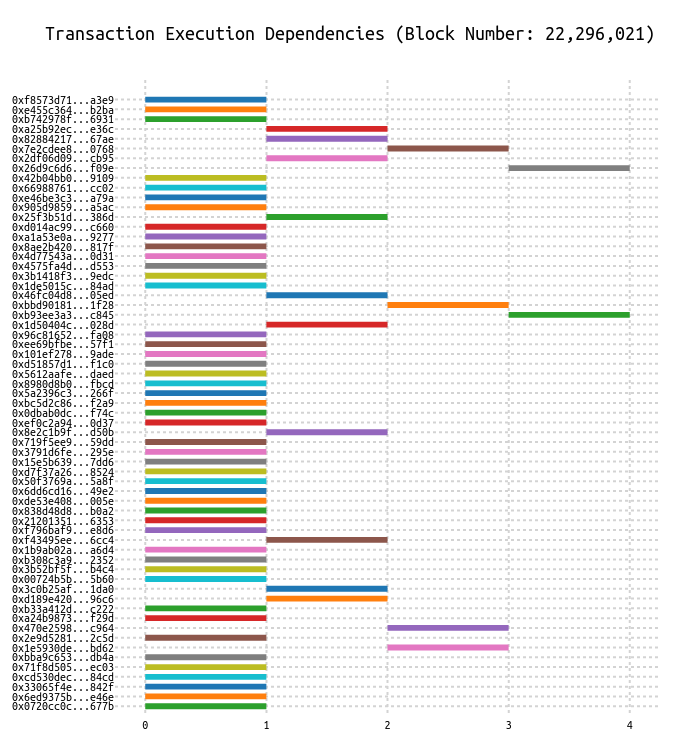 Transaction Execution Dependencies (Block Number: 22,296,021)
0xf8573d71...a3e9
0xe455c364...b2ba
0xb742978f...6931
0xa25b92ec...e36c
0x82884217...67ae
0x7e2cdee8...0768
0x2df06d09...cb95
0x26d9c6d6...f09e
0x42b04bb0...9109
0x66988761...cc02
0xe46be3c3...a79a
0x905d9859...a5ac
0x25f3b51d...386d
0xd014ac99...c660
0xa1a53e0a...9277
0x8ae2b420...817f
0x4d77543a...0d31
0x4575fa4d...d553
0x3b1418f3...9edc
0x1de5015c...84ad
0x46fc04d8...05ed
0xbbd90181...1f28
0xb93ee3a3...c845
0x1d50404c...028d
0x96c81652...fa08
0xee69bfbe...57f1
0x101ef278...9ade
0xd51857d1...f1c0
0x5612aafe...daed
0x8980d8b0...fbcd
0x5a2396c3...266f
0xbc5d2c86...f2a9
0x0dbab0dc...f74c
0xef0c2a94...0d37
0x8e2c1b9f...d50b
0x719f5ee9...59dd
0x3791d6fe...295e
0x15e5b639...7dd6
0xd7f37a26...8524
0x50f3769a...5a8f
0x6dd6cd16...49e2
0xde53e408...005e
0x838d48d8...b0a2
0x21201351...6353
0xf796baf9...e8d6
0xf43495ee...6cc4
0x1b9ab02a...a6d4
0xb308c3a9...2352
0x3b52bf5f...b4c4
0x00724b5b...5b60
0x3c0b25af...1da0
0xd189e420...96c6
0xb33a412d...c222
0xa24b9873...f29d
0x470e2598...c964
0x2e9d5281...2c5d
0x1e5930de...bd62
0xbba9c653...db4a
0x71f8d505...ec03
0xcd530dec...84cd
0x33065f4e...842f
0x6ed9375b...e46e
0x0720cc0c...677b
0 1 2 3 4